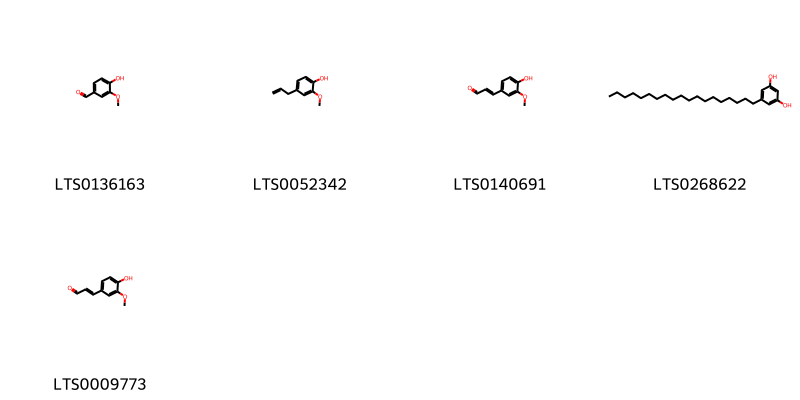 O
OH
O
LTS0136163
OH
O
LTS0052342
O
OH
O
LTS0140691
OH
OH
LTS0268622
O
OH
O
LTS0009773